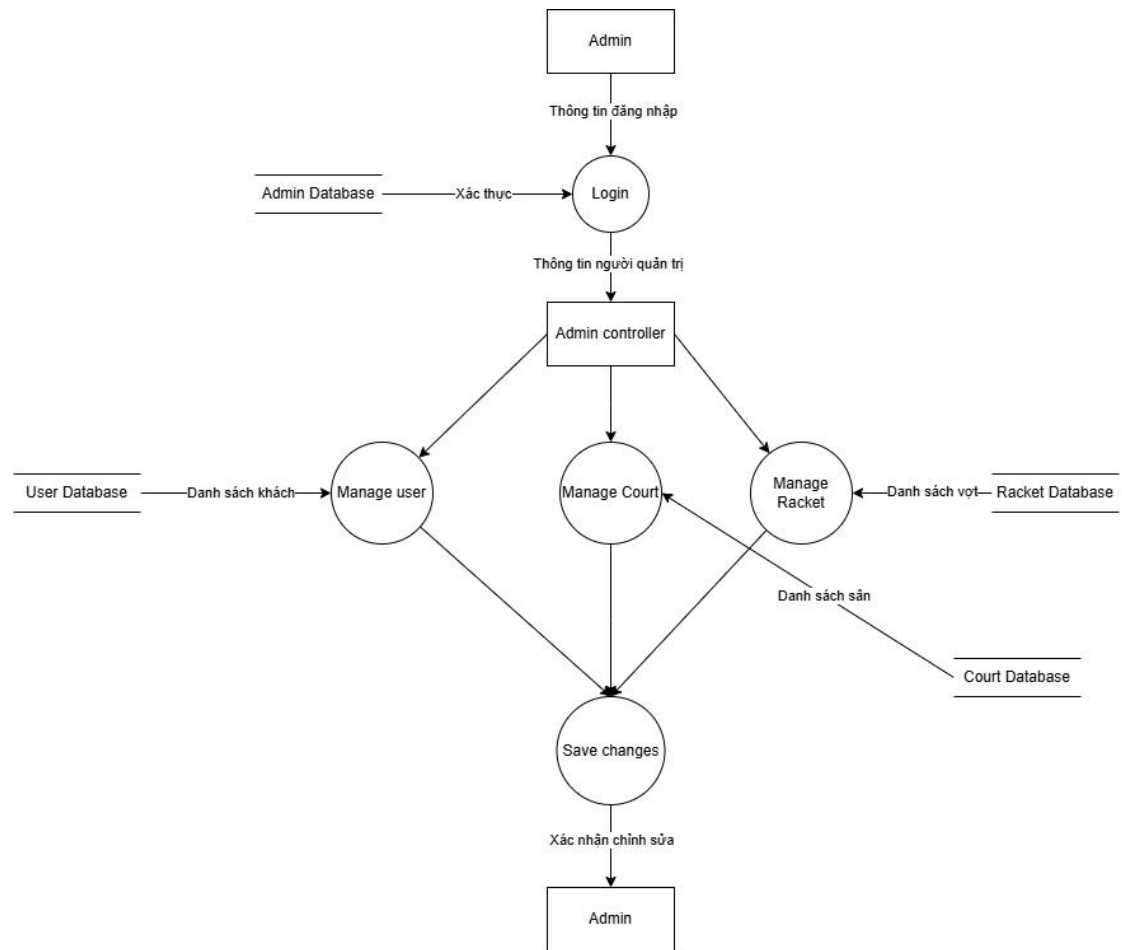 Admin
Thông tin đăng nhập
Admin Database
Xác thực
Login
Thông tin người quản trị
Admin controller
User Database
Danh sách khách
Manage user
Manage Court
Manage
Racket
Danh sách vợt
Racket Database
Danh sách sân
Court Database
Save changes
Xác nhận chỉnh sửa
Admin